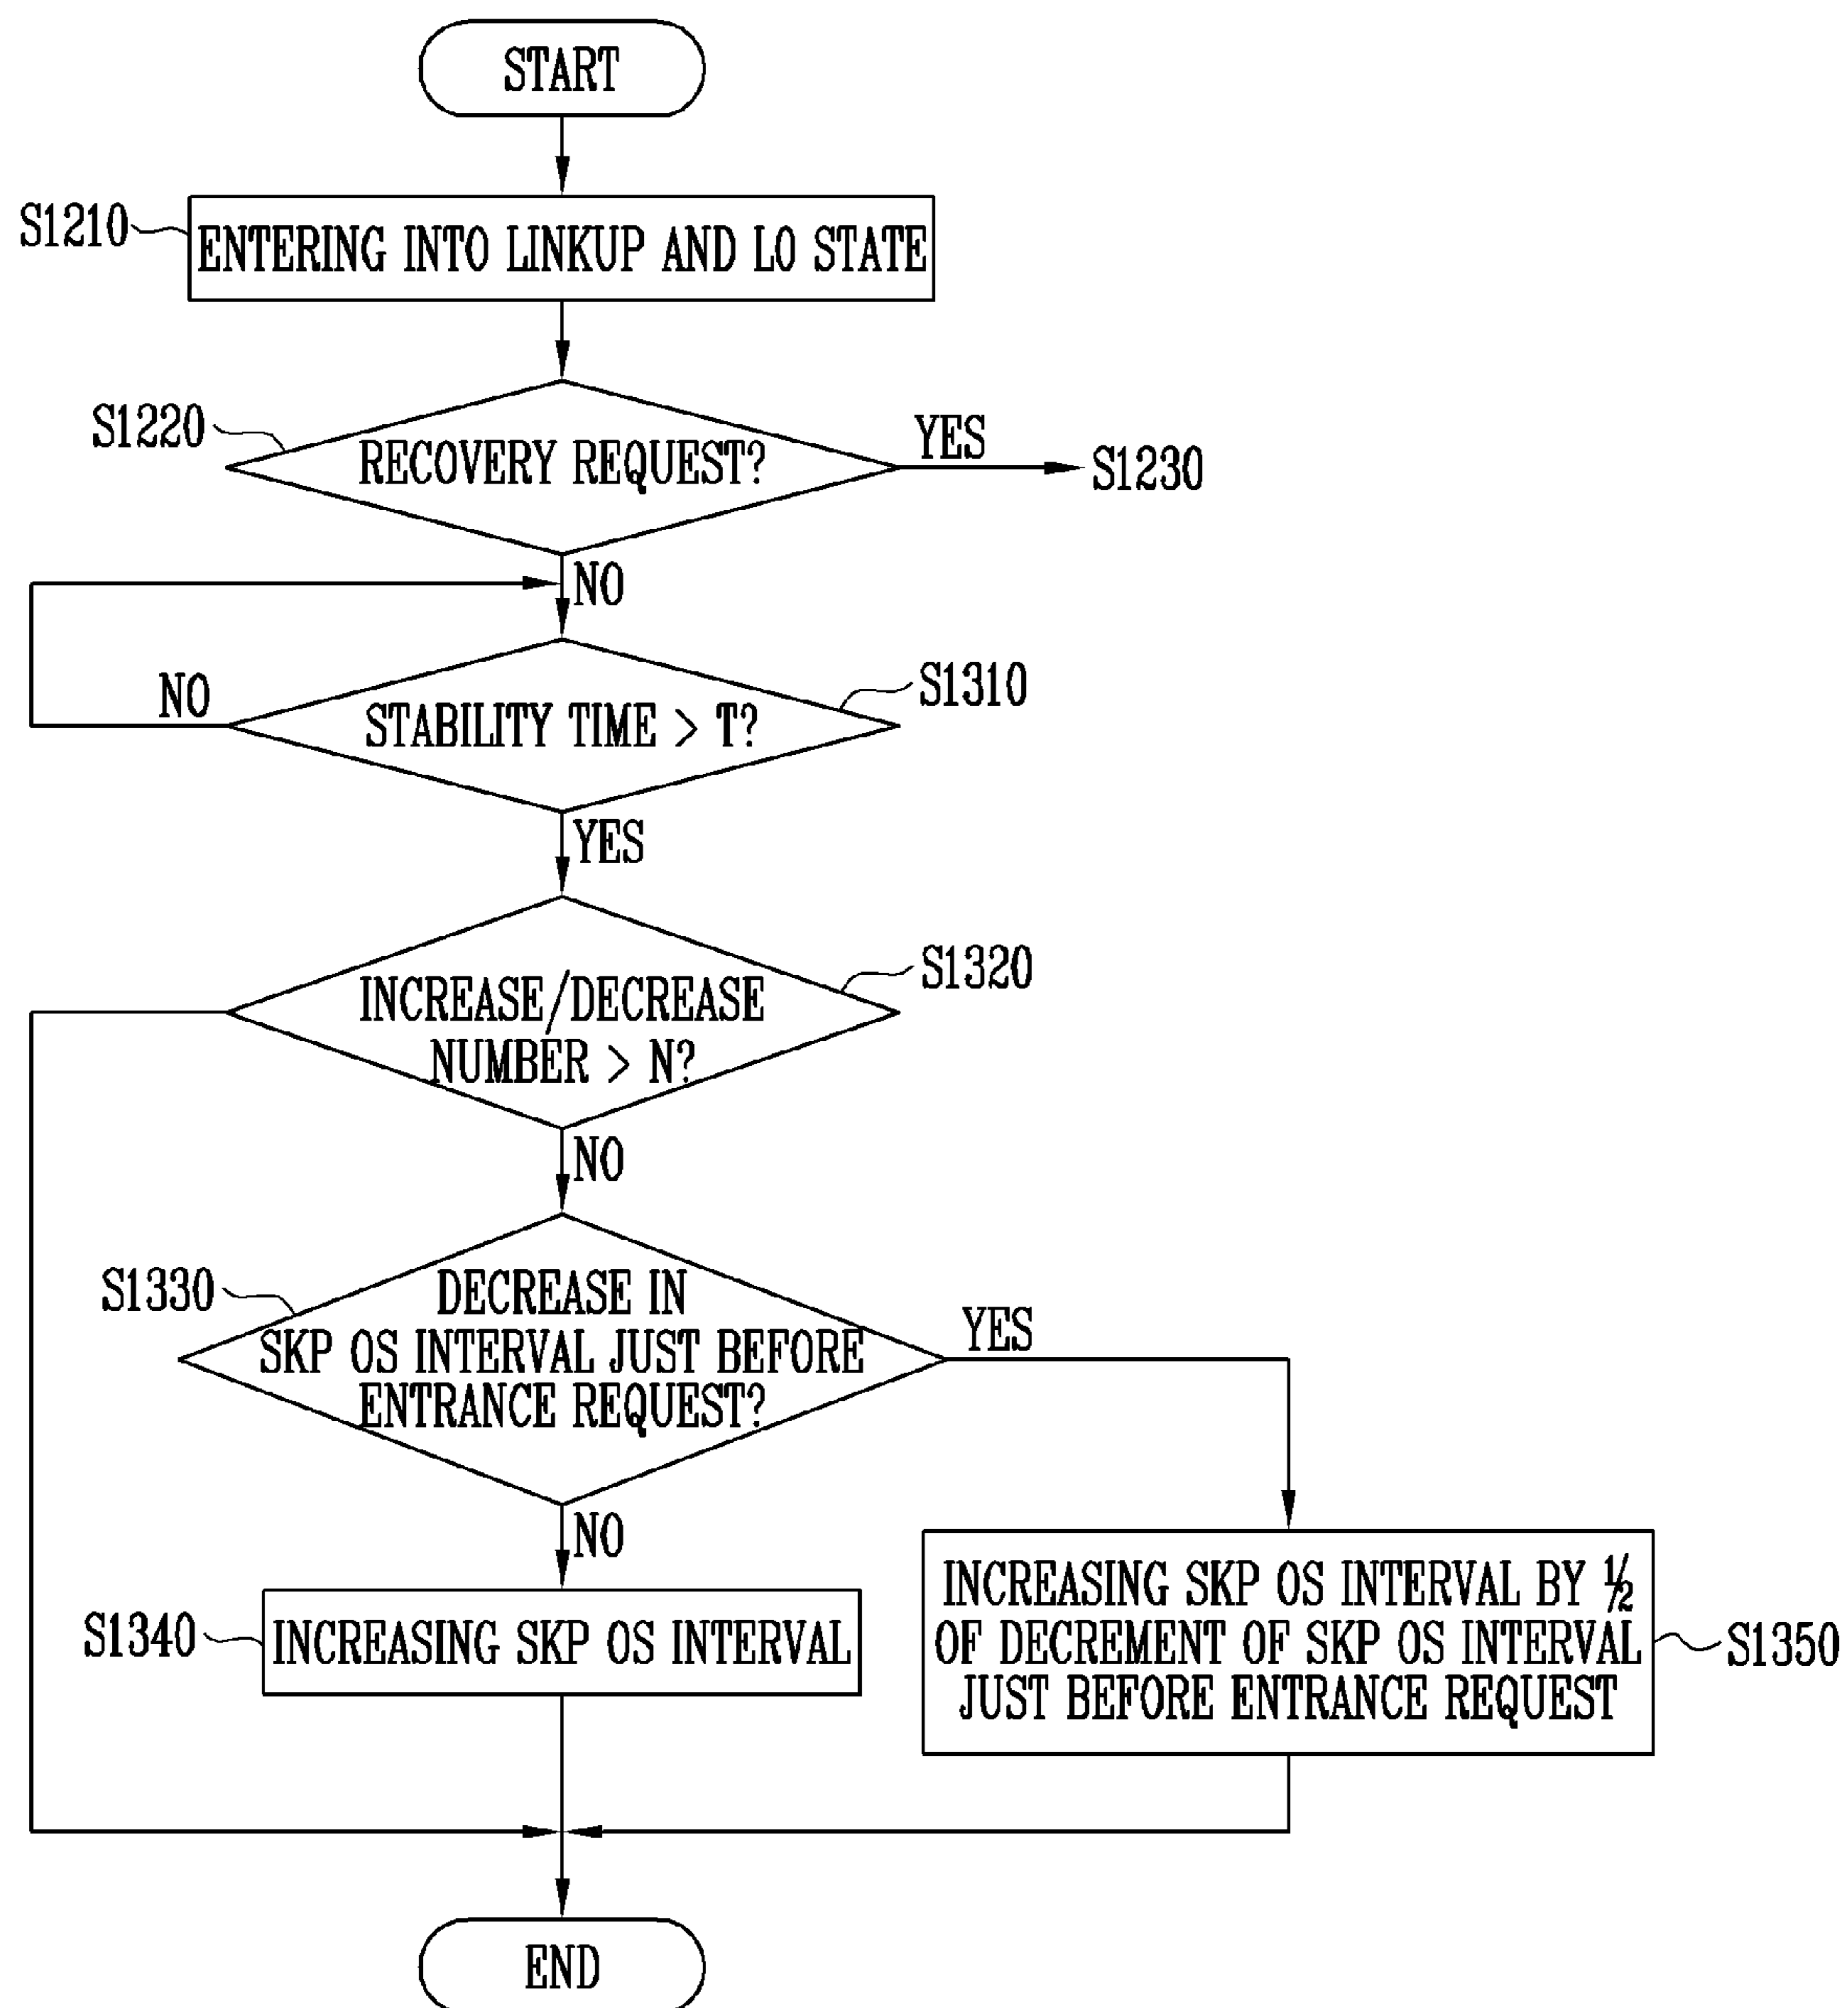 START
S1210
ENTERING INTO LINKUP AND L0 STATE
S1220
RECOVERY REQUEST?
YES
S1230
NO
NO
STABILITY TIME > T?
S1310
YES
INCREASE/DECREASE
NUMBER > N?
S1320
NO
S1330
DECREASE IN
SKP OS INTERVAL JUST BEFORE
ENTRANCE REQUEST?
YES
NO
S1340
INCREASING SKP OS INTERVAL
INCREASING SKP OS INTERVAL BY ½
OF DECREMENT OF SKP OS INTERVAL
JUST BEFORE ENTRANCE REQUEST
S1350
END